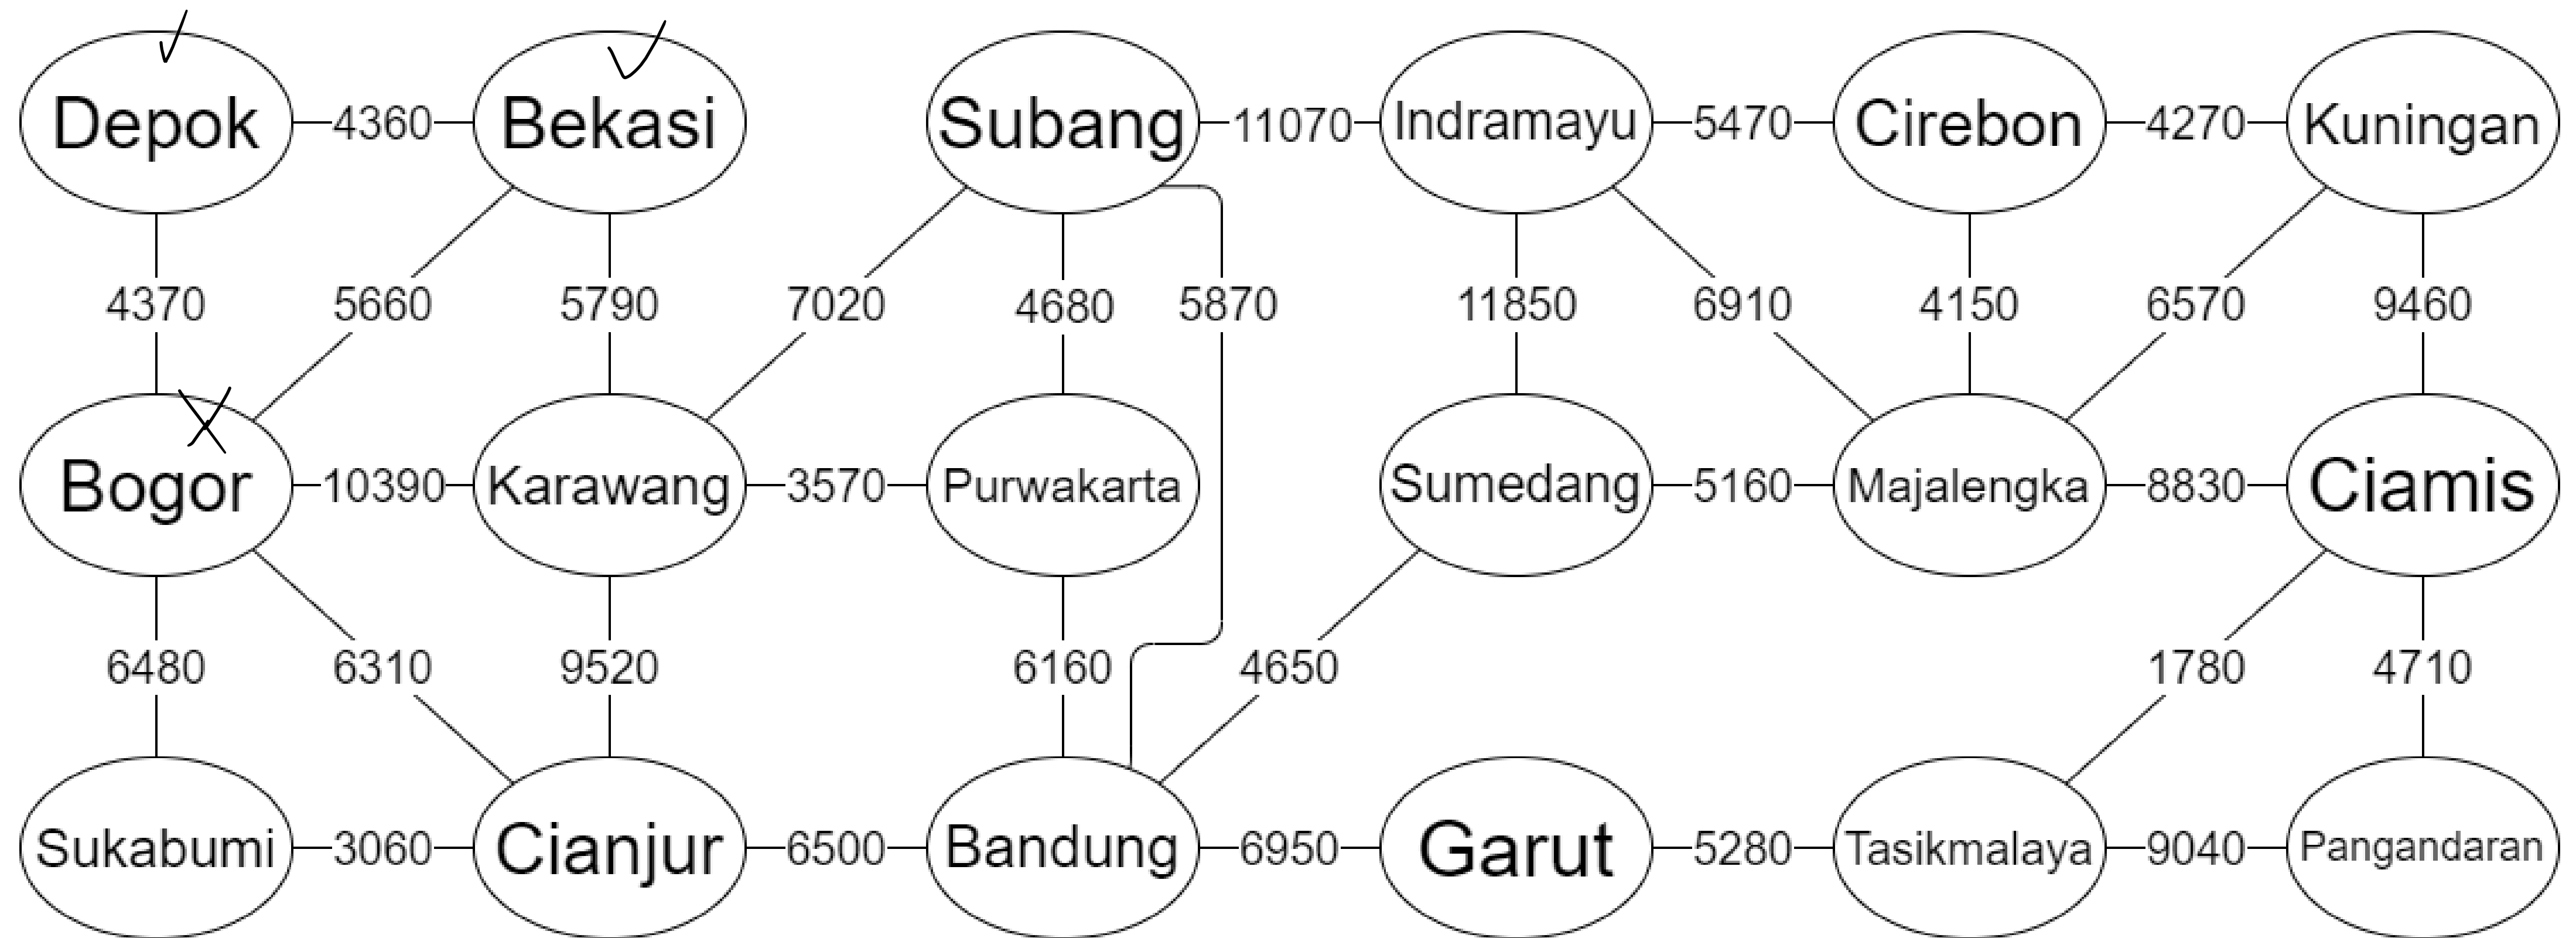 Depok 4360 Bekasi Subang 11070 Indramayu 5470 Cirebon 4270 Kuningan
4370 5660 5790 7020 4680 5870 11850 6910 4150 6570 9460
Bogor 10390 Karawang 3570 Purwakarta Sumedang 5160 Majalengka 8830 Ciamis
6480 6310 9520 6160 4650 1780 4710
Sukabumi 3060 Cianjur 6500 Bandung 6950 Garut 5280 Tasikmalaya 9040 Pangandaran